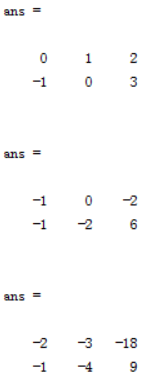 ans =
0 1 2
-1 0 3
ans =
-1 0 -2
-1 -2 6
ans =
-2 -3 -18
-1 -4 9